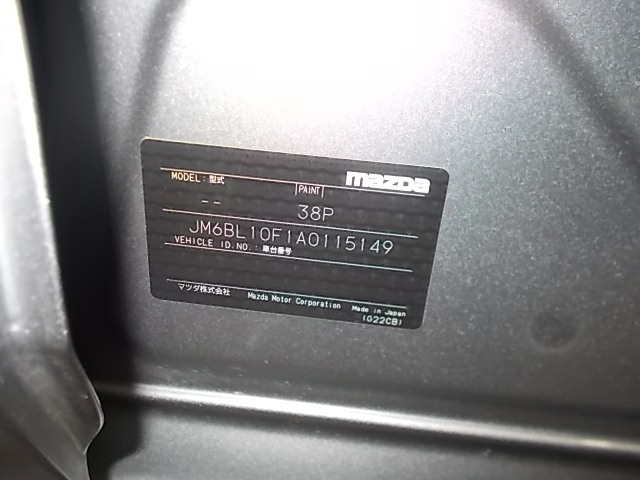 mazda
MODEL: 型式
PAINT
-- 38P
JM6BL10F1A0115149
VEHICLE ID.NO.: 車台番号
マツダ株式会社 Mazda Motor Corporation Made in Japan
(G22CB)